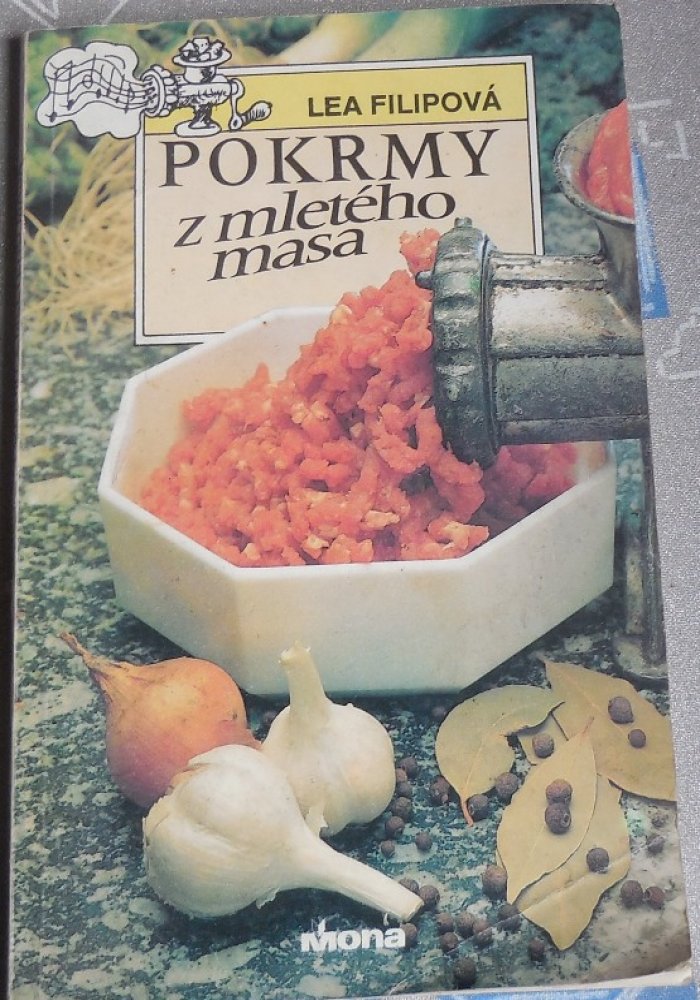 LEA FILIPOVÁ
POKRMY
z mletého
masa
Mona